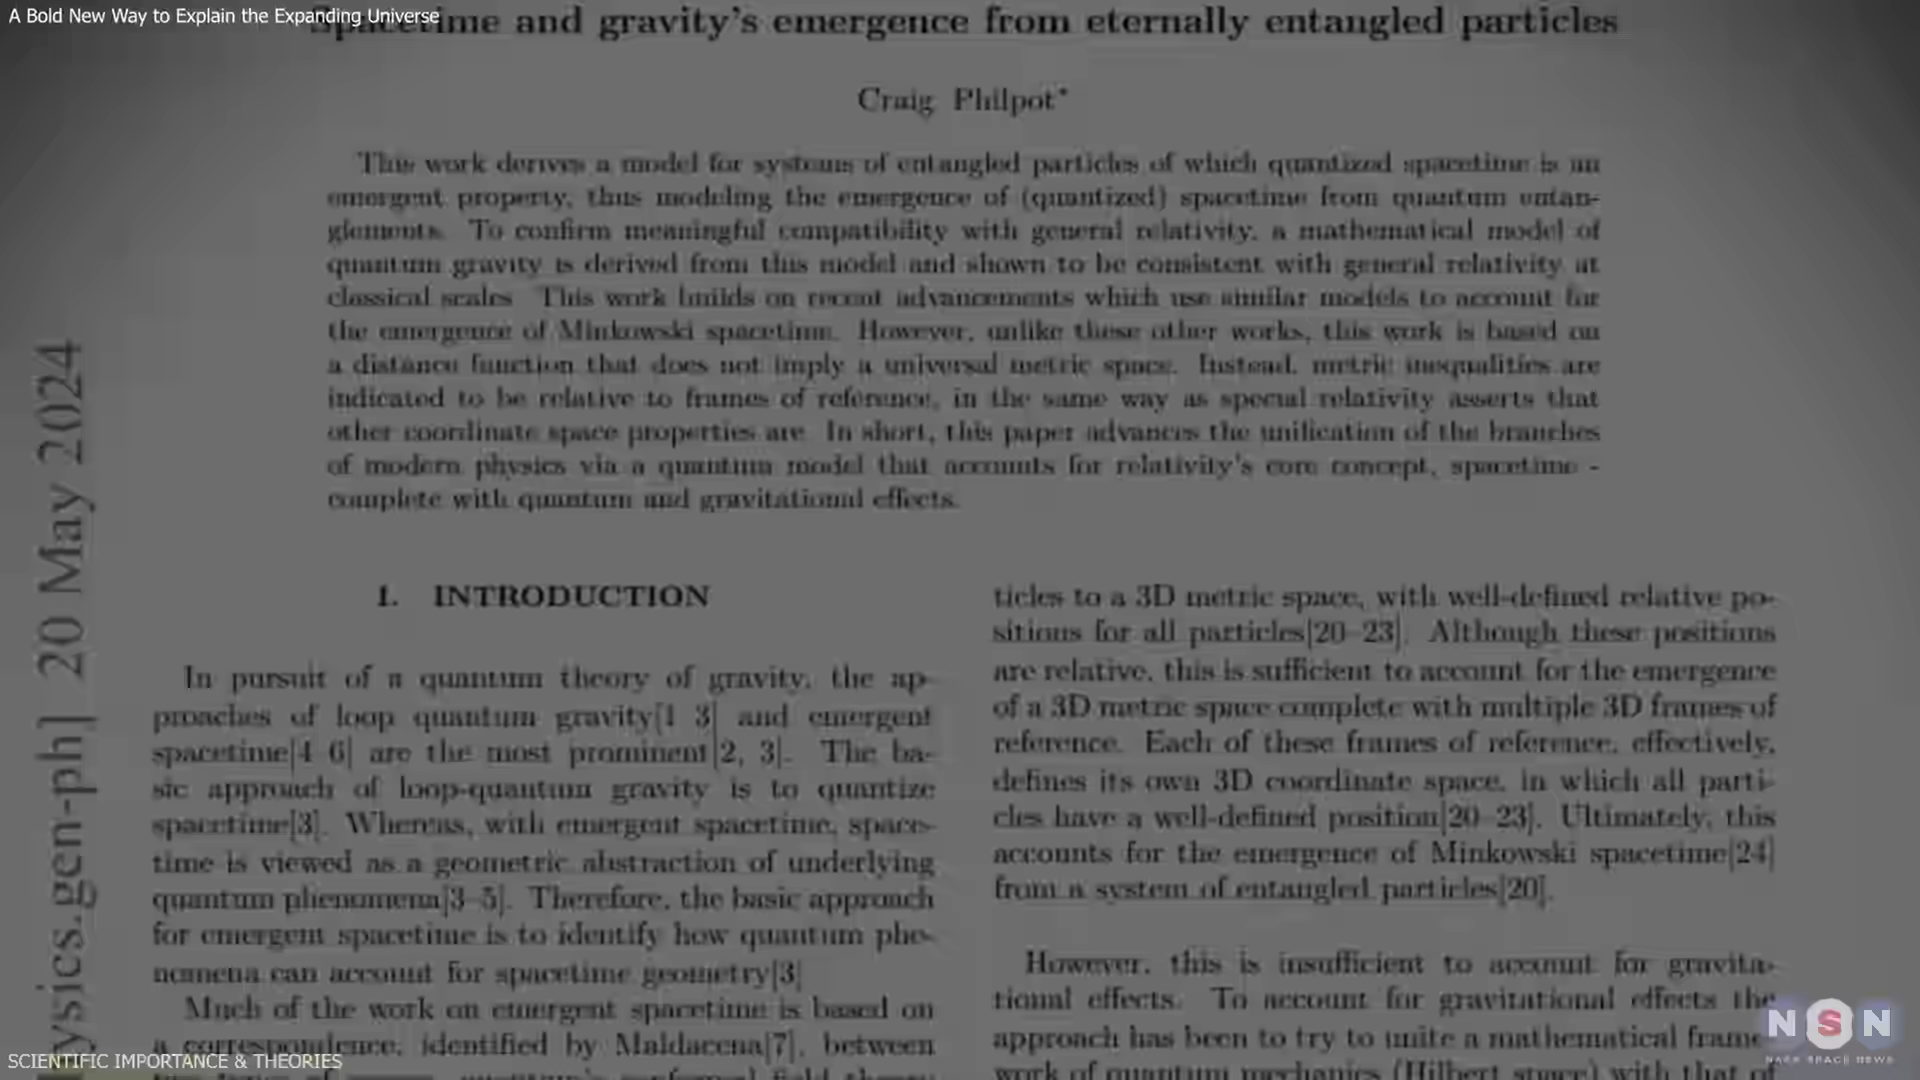 A Bold New Way to Explain the Expanding Universe
Spacetime and gravity's emergence from eternally entangled particles
Craig Philpot*
This work derives a model for systems of entangled particles of which quantized spacetime is an
emergent property, thus modeling the emergence of (quantized) spacetime from quantum entan-
glements. To confirm meaningful compatibility with general relativity, a mathematical model of
quantum gravity is derived from this model and shown to be consistent with general relativity at
classical scales. This work builds on recent advancements which use similar models to account for
the emergence of Minkowski spacetime. However, unlike these other works, this work is based on
a distance function that does not imply a universal metric space. Instead, metric inequalities are
indicated to be relative to frames of reference, in the same way as special relativity asserts that
other coordinate space properties are. In short, this paper advances the unification of the branches
of modern physics via a quantum model that accounts for relativity's core concept, spacetime -
complete with quantum and gravitational effects.
ysics.gen-ph] 20 May 2024
I. INTRODUCTION
In pursuit of a quantum theory of gravity, the ap-
proaches of loop quantum gravity[1–3] and emergent
spacetime[4–6] are the most prominent[2, 3]. The ba-
sic approach of loop-quantum gravity is to quantize
spacetime[3]. Whereas, with emergent spacetime, space-
time is viewed as a geometric abstraction of underlying
quantum phenomena[3–5]. Therefore, the basic approach
for emergent spacetime is to identify how quantum phe-
nomena can account for spacetime geometry[3]
Much of the work on emergent spacetime is based on
a correspondence, identified by Maldacena[7], between
ticles to a 3D metric space, with well-defined relative po-
sitions for all particles[20–23]. Although these positions
are relative, this is sufficient to account for the emergence
of a 3D metric space complete with multiple 3D frames of
reference. Each of these frames of reference, effectively,
defines its own 3D coordinate space, in which all parti-
cles have a well-defined position[20–23]. Ultimately, this
accounts for the emergence of Minkowski spacetime[24]
from a system of entangled particles[20].
However, this is insufficient to account for gravita-
tional effects. To account for gravitational effects the
approach has been to try to unite a mathematical frame-
work of quantum mechanics (Hilbert space) with that of
NSN
NASA SPACE NEWS
SCIENTIFIC IMPORTANCE & THEORIES